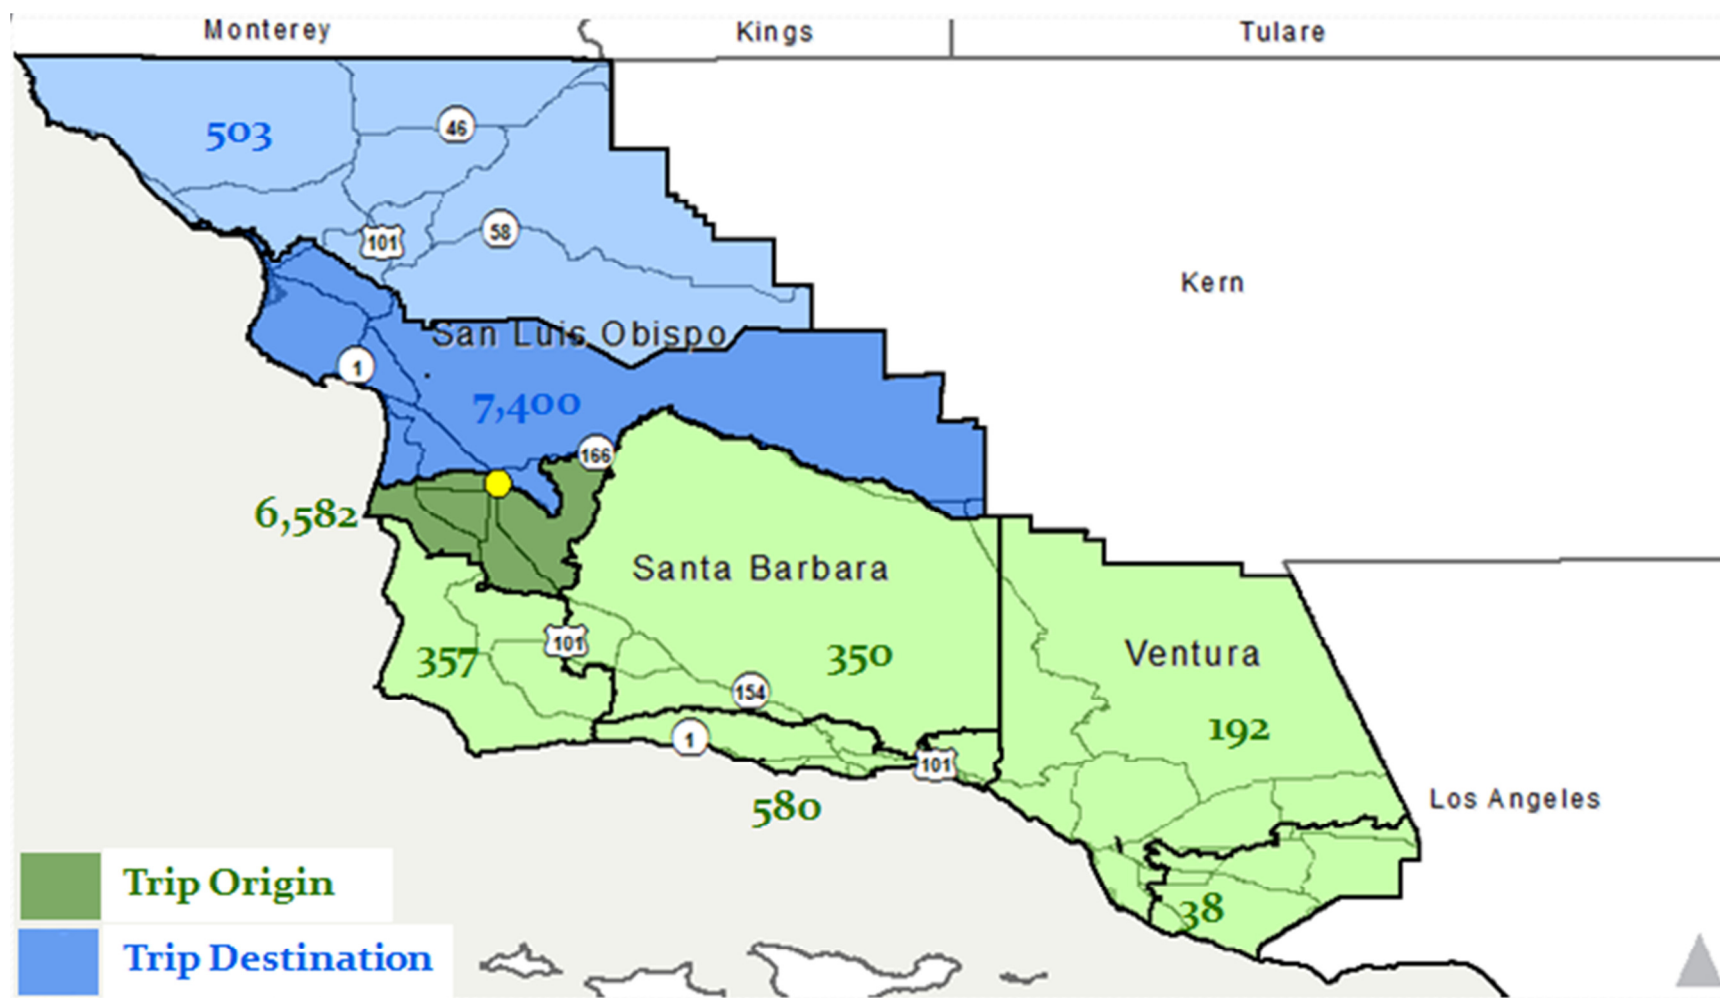 Monterey
Kings
Tulare
503
46
101
58
Kern
San Luis Obispo
1
7,400
166
6,582
Santa Barbara
357
101
350
Ventura
154
192
1
101
580
Los Angeles
38
Trip Origin
Trip Destination